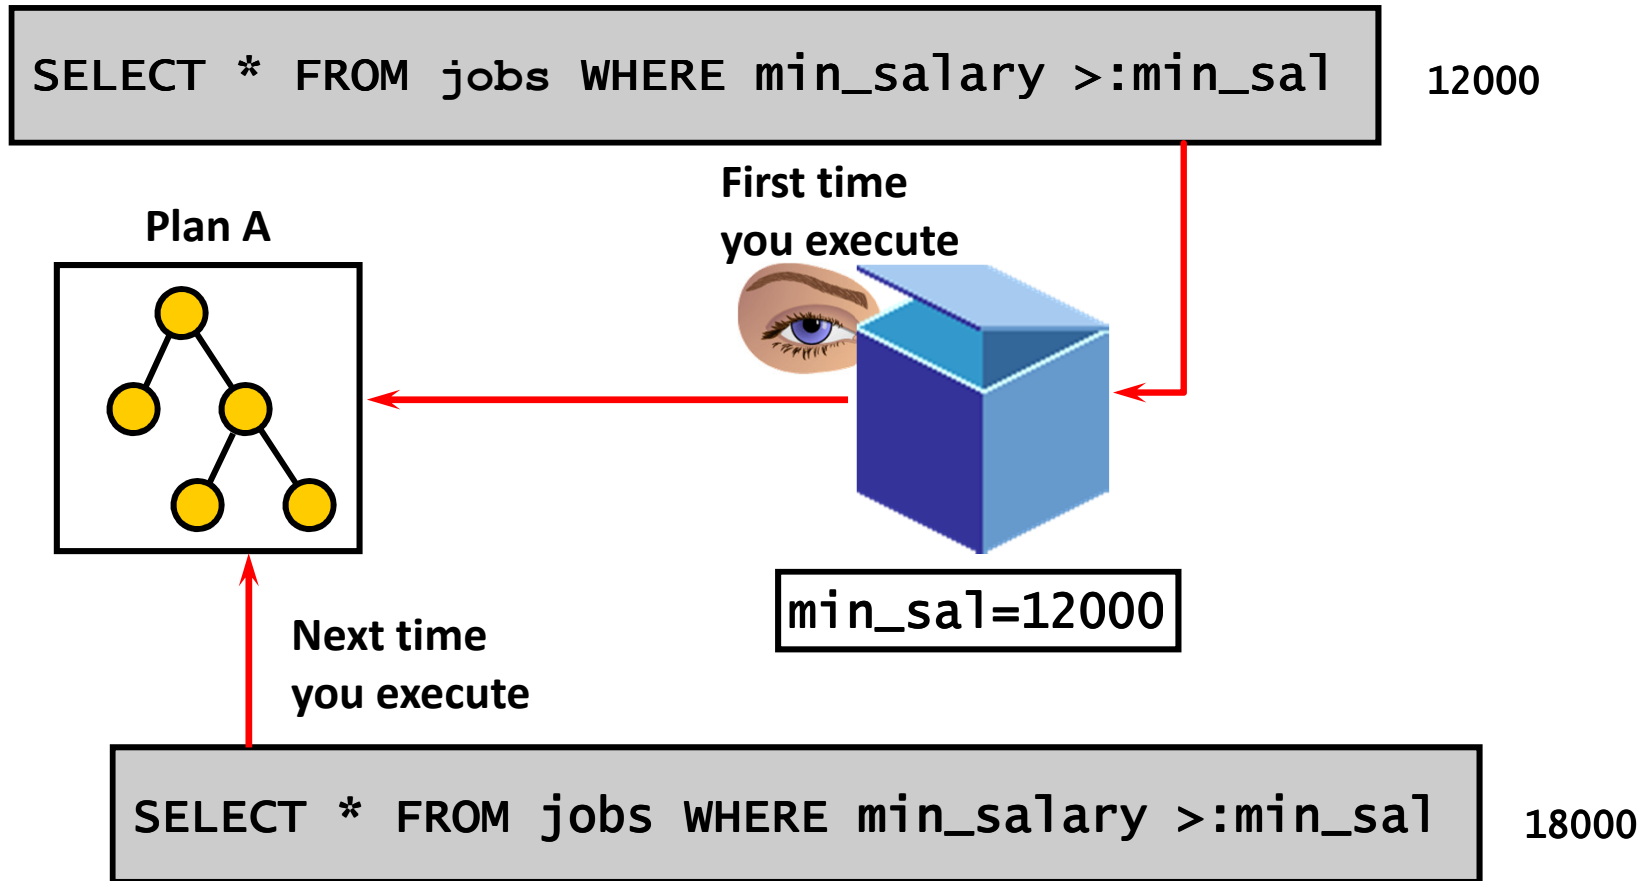 SELECT * FROM jobs WHERE min_salary >:min_sal
12000
First time
you execute
Plan A
min_sal=12000
Next time
you execute
SELECT * FROM jobs WHERE min_salary >:min_sal
18000